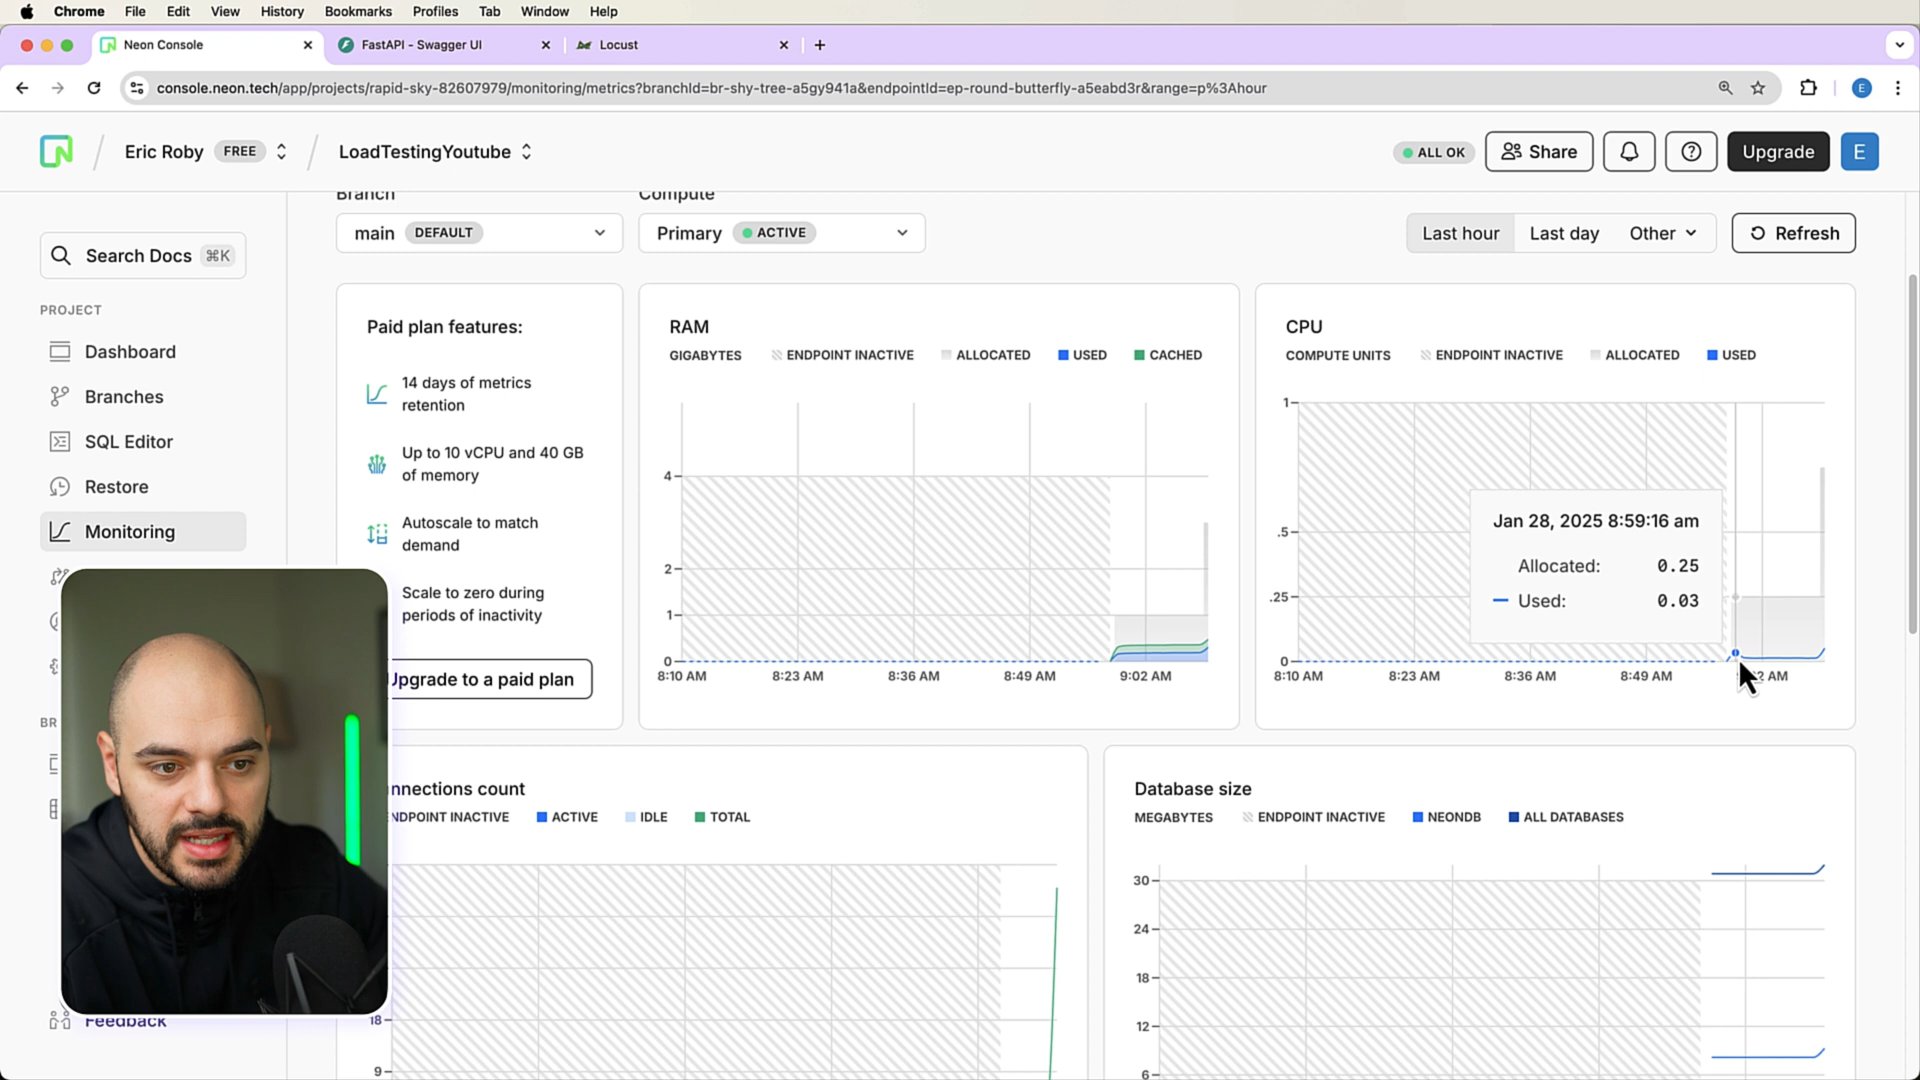 Chrome File Edit View History Bookmarks Profiles Tab Window Help
Neon Console
FastAPI - Swagger UI
Locust
console.neon.tech/app/projects/rapid-sky-82607979/monitoring/metrics?branchId=br-shy-tree-a5gy941a&endpointId=ep-round-butterfly-a5eabd3r&range=p%3Ahour
E
Eric Roby FREE
LoadTestingYoutube
ALL OK
Share
Upgrade
E
Branch
Compute
main DEFAULT
Primary ACTIVE
Last hour Last day Other
Refresh
Search Docs ⌘K
PROJECT
Dashboard
Branches
SQL Editor
Restore
Monitoring
BR
Feedback
Paid plan features:
14 days of metrics
retention
Up to 10 vCPU and 40 GB
of memory
Autoscale to match
demand
Scale to zero during
periods of inactivity
Upgrade to a paid plan
RAM
GIGABYTES ENDPOINT INACTIVE ALLOCATED USED CACHED
4
2
1
0
8:10 AM 8:23 AM 8:36 AM 8:49 AM 9:02 AM
CPU
COMPUTE UNITS ENDPOINT INACTIVE ALLOCATED USED
1
.5
.25
0
8:10 AM 8:23 AM 8:36 AM 8:49 AM
2 AM
Jan 28, 2025 8:59:16 am
Allocated: 0.25
Used: 0.03
nnections count
NDPOINT INACTIVE ACTIVE IDLE TOTAL
18
9
Database size
MEGABYTES ENDPOINT INACTIVE NEONDB ALL DATABASES
30
24
18
12
6